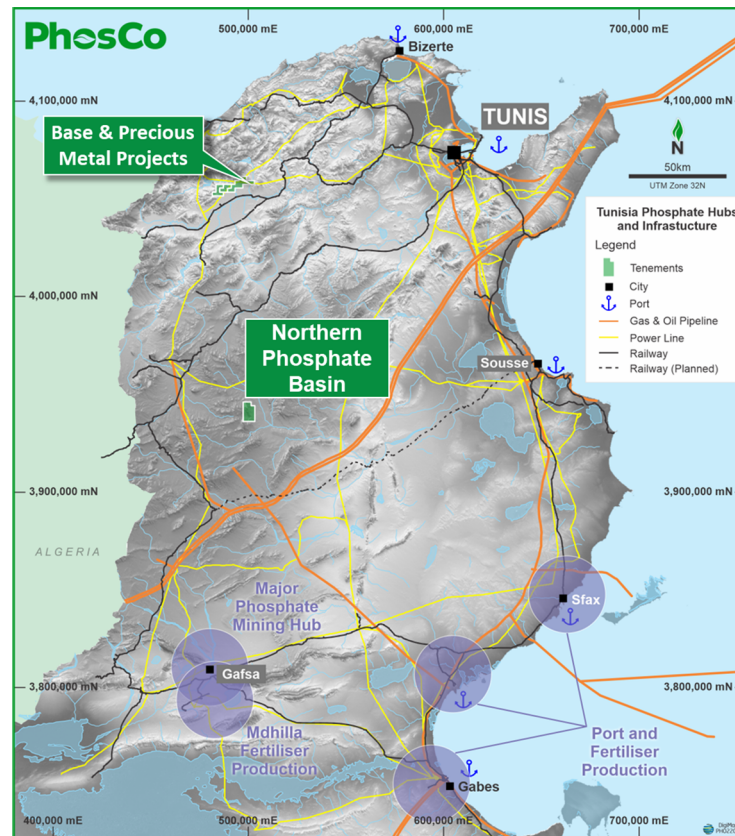 PhosCo
500,000 mE
600,000 mE
700,000 mE
Bizerte
4,100,000 mN
4,100,000 mN
TUNIS
Base & Precious
Metal Projects
N
50km
UTM Zone 32N
Tunisia Phosphate Hubs
and Infrastucture
Legend
Tenements
City
Port
Gas & Oil Pipeline
Power Line
Railway
Railway (Planned)
4,000,000 mN
4,000,000 mN
Northern
Phosphate
Basin
Sousse
3,900,000 mN
3,900,000 mN
ALGERIA
Major
Phosphate
Mining Hub
Sfax
Gafsa
3,800,000 mN
3,800,000 mN
Mdhilla
Fertiliser
Production
Port and
Fertiliser
Production
Gabes
400,000 mE
500,000 mE
600,000 mE